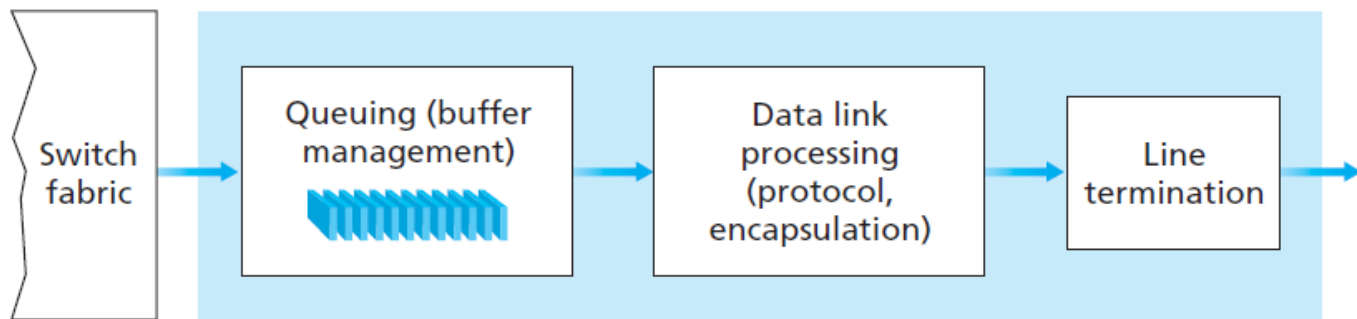 Switch
fabric
Queuing (buffer
management)
Data link
processing
(protocol,
encapsulation)
Line
termination